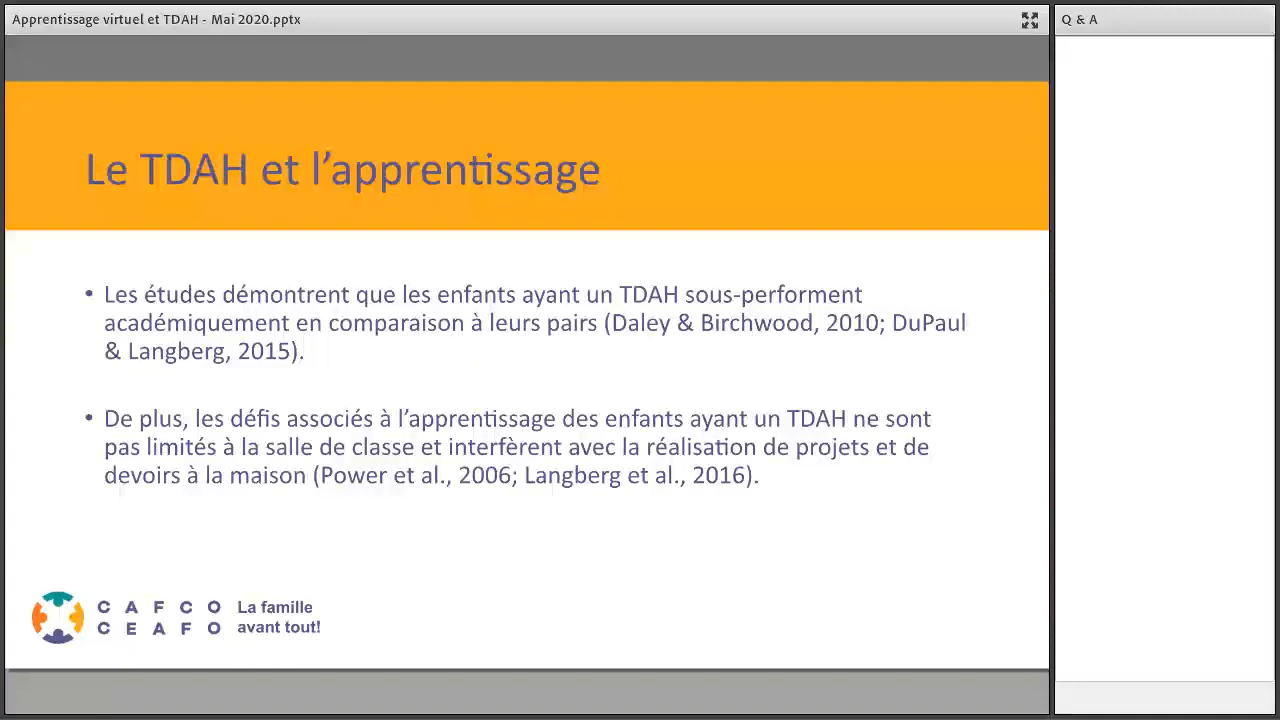 Apprentissage virtuel et TDAH - Mai 2020.pptx
Q & A
Le TDAH et l'apprentissage
• Les études démontrent que les enfants ayant un TDAH sous-performent
académiquement en comparaison à leurs pairs (Daley & Birchwood, 2010; DuPaul
& Langberg, 2015).
• De plus, les défis associés à l'apprentissage des enfants ayant un TDAH ne sont
pas limités à la salle de classe et interfèrent avec la réalisation de projets et de
devoirs à la maison (Power et al., 2006; Langberg et al., 2016).
CAFCO La famille
CEAFO avant tout!